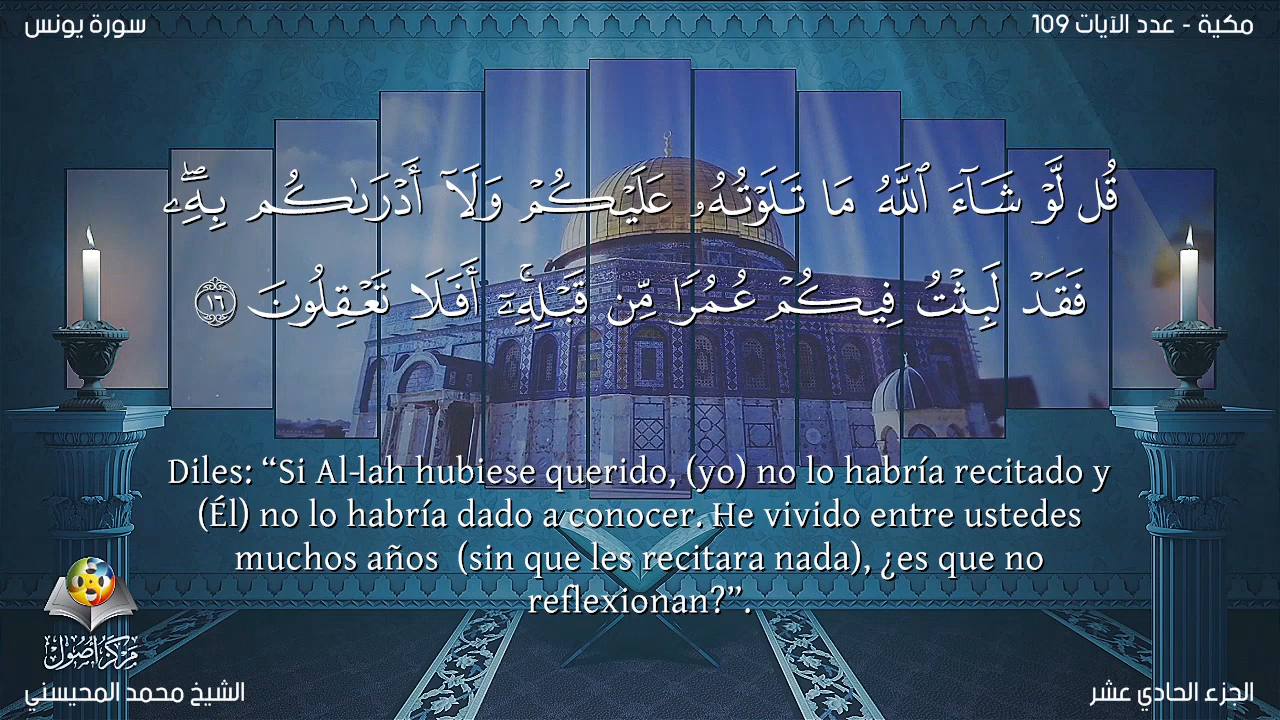 سورة يونس
مكية - عدد الآيات 109
قُل لَّوْ شَآءَ ٱللَّهُ مَا تَلَوْتُهُۥ عَلَيْكُمْ وَلَآ أَدْرَىٰكُم بِهِۦ ۖ
فَقَدْ لَبِثْتُ فِيكُمْ عُمُرًا مِّن قَبْلِهِۦٓ ۚ أَفَلَا تَعْقِلُونَ ١٦
Diles: “Si Al-lah hubiese querido, (yo) no lo habría recitado y
(Él) no lo habría dado a conocer. He vivido entre ustedes
muchos años (sin que les recitara nada), ¿es que no
reflexionan?”.
مركز أصول
الشيخ محمد المحيسني
الجزء الحادي عشر